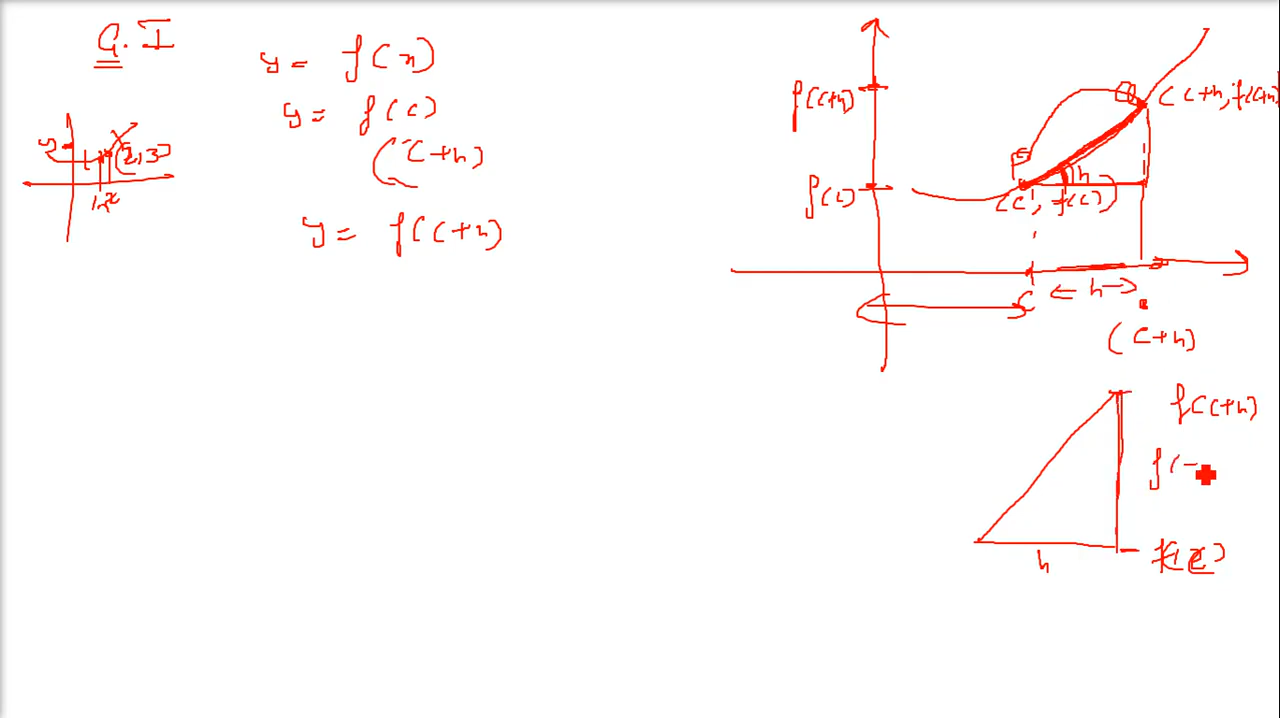 G. I
y = f(x)
y = f(c)
(c+h)
y = f(c+h)
(2,3)
f(c+h)
(c+h, f(c+h)
h
f(c)
(c, f(c))
h
c
(c+h)
f(c+h)
f(-
h